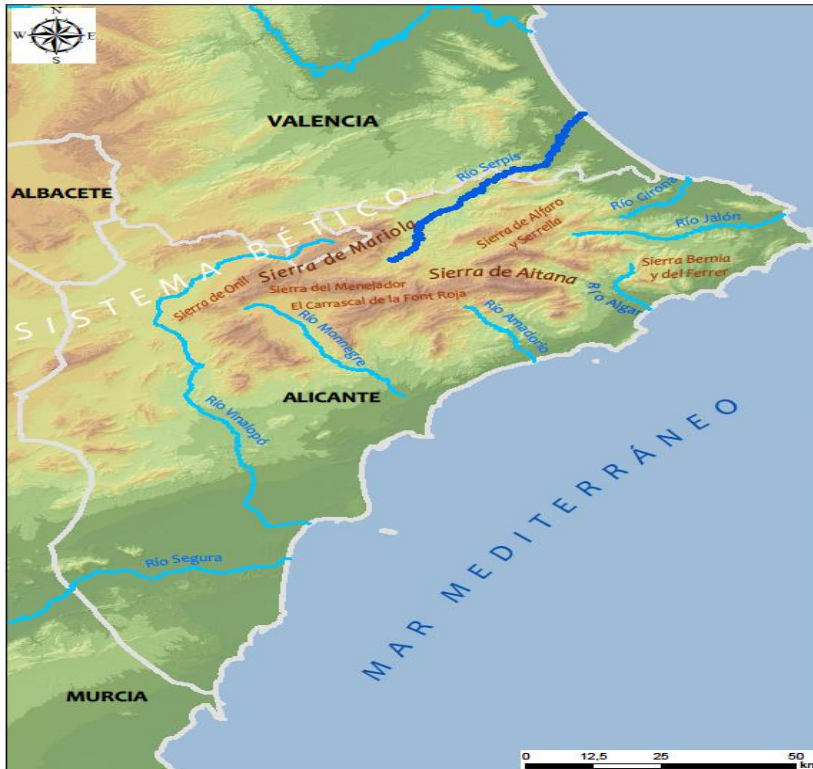 N
W E
S
VALENCIA
ALBACETE
Río Serpis
Río Girona
Río Jalón
SISTEMA BÉTICO
Sierra de Mariola
Sierra de Alfaro
y Serrella
Sierra Bernia
y del Ferrer
Sierra de Aitana
Sierra de Onil
Sierra del Menejador
El Carrascal de la Font Roja
Río Algar
Río Monnegre
Río Amadorio
ALICANTE
Río Vinalopó
MAR MEDITERRÁNEO
Río Segura
MURCIA
0 12,5 25 50
km